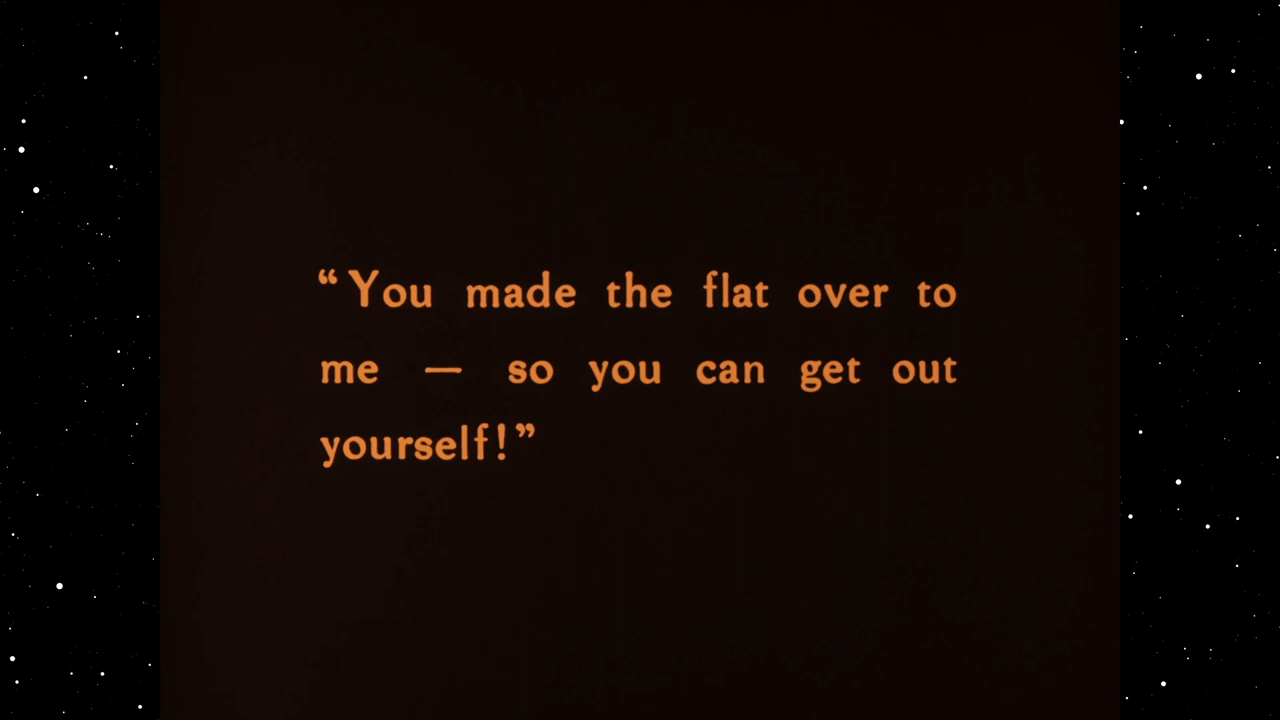 “You made the flat over to
me — so you can get out
yourself!”